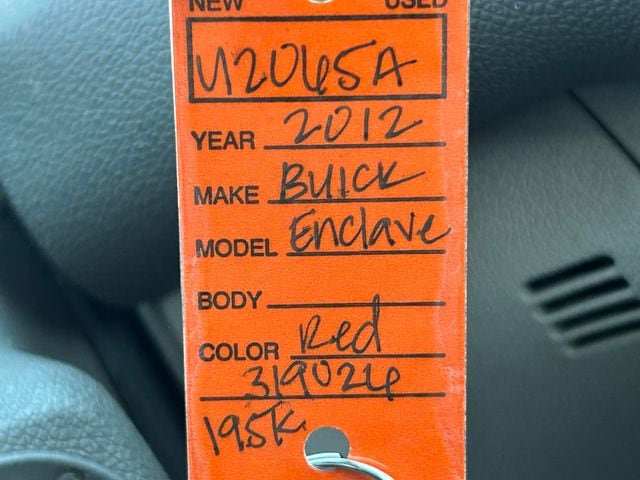 NEW USED
U2065A
YEAR 2012
MAKE BUICK
MODEL Enclave
BODY
COLOR Red
319026
195K